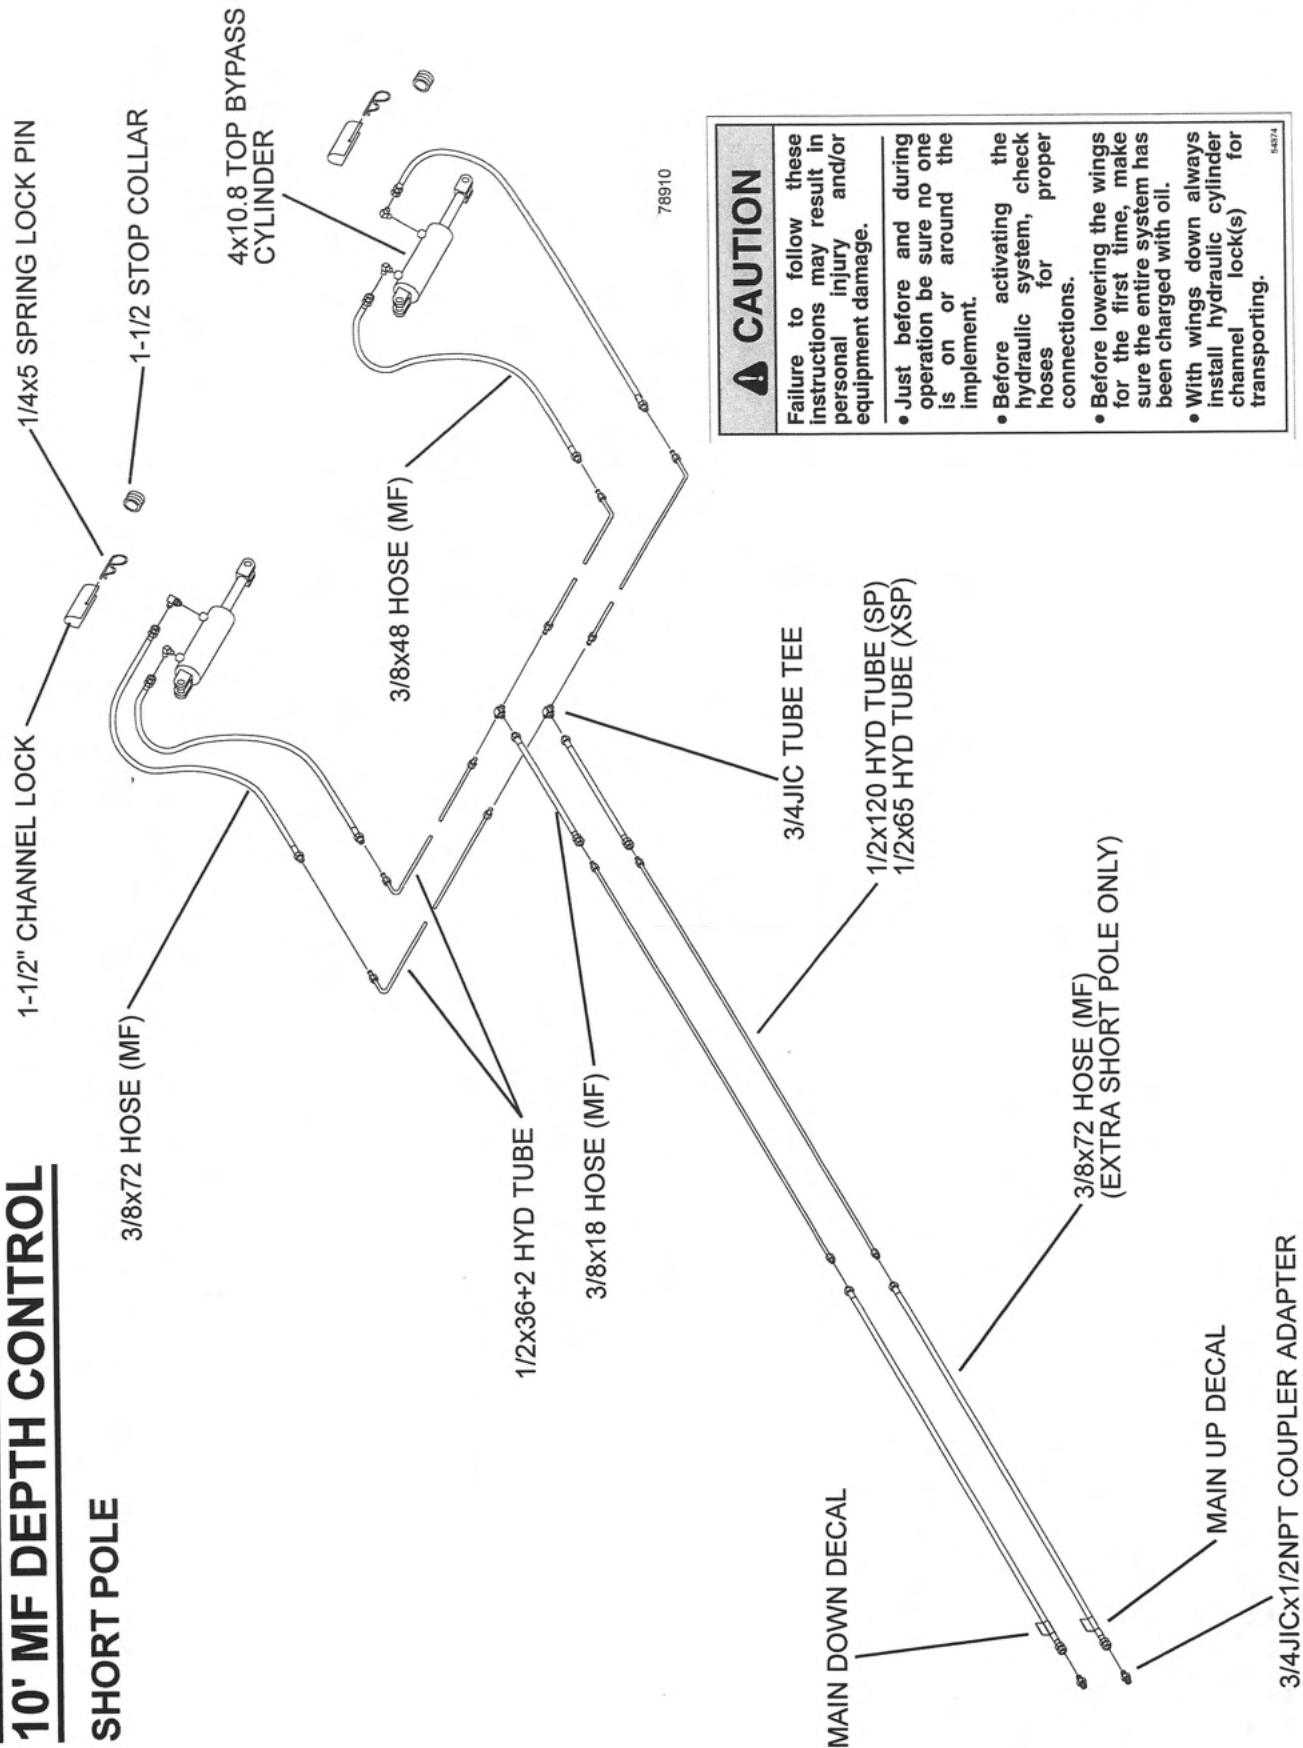 10' MF DEPTH CONTROL
SHORT POLE
1-1/2" CHANNEL LOCK
1/4x5 SPRING LOCK PIN
1-1/2 STOP COLLAR
4x10.8 TOP BYPASS
CYLINDER
3/8x72 HOSE (MF)
3/8x48 HOSE (MF)
1/2x36+2 HYD TUBE
3/8x18 HOSE (MF)
3/4JIC TUBE TEE
1/2x120 HYD TUBE (SP)
1/2x65 HYD TUBE (XSP)
3/8x72 HOSE (MF)
(EXTRA SHORT POLE ONLY)
MAIN DOWN DECAL
MAIN UP DECAL
3/4JICx1/2NPT COUPLER ADAPTER
78910
CAUTION
Failure to follow these
instructions may result in
personal injury and/or
equipment damage.
• Just before and during
operation be sure no one
is on or around the
implement.
• Before activating the
hydraulic system, check
hoses for proper
connections.
• Before lowering the wings
for the first time, make
sure the entire system has
been charged with oil.
• With wings down always
install hydraulic cylinder
channel lock(s) for
transporting.
54374